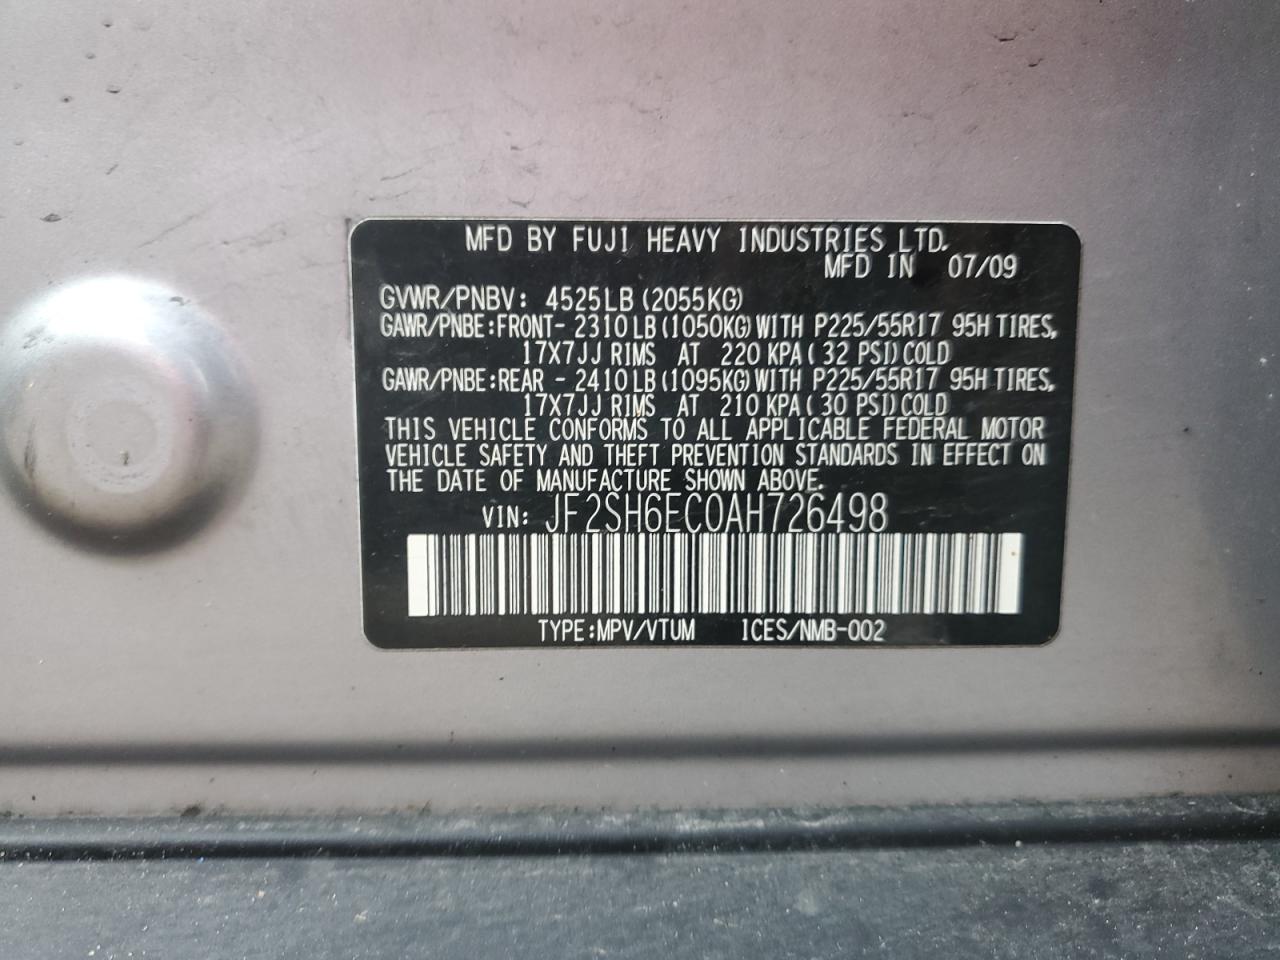 MFD BY FUJI HEAVY INDUSTRIES LTD.
MFD IN 07/09
GVWR/PNBV: 4525LB(2055KG)
GAWR/PNBE:FRONT- 2310LB(1050KG)WITH P225/55R17 95H TIRES,
17X7JJ RIMS AT 220 KPA(32 PSI)COLD
GAWR/PNBE:REAR - 2410LB(1095KG)WITH P225/55R17 95H TIRES,
17X7JJ RIMS AT 210 KPA(30 PSI)COLD
THIS VEHICLE CONFORMS TO ALL APPLICABLE FEDERAL MOTOR
VEHICLE SAFETY AND THEFT PREVENTION STANDARDS IN EFFECT ON
THE DATE OF MANUFACTURE SHOWN ABOVE.
VIN: JF2SH6EC0AH726498
TYPE:MPV/VTUM ICES/NMB-002